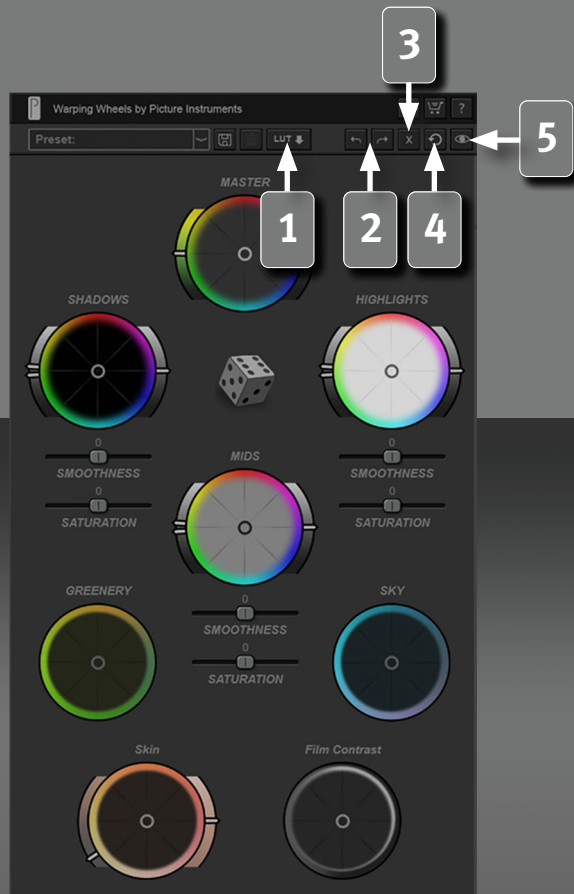 3
Warping Wheels by Picture Instruments
?
5
Preset:
LUT
X
MASTER
1
2
4
SHADOWS
HIGHLIGHTS
0
SMOOTHNESS
0
SATURATION
0
SMOOTHNESS
0
SATURATION
MIDS
GREENERY
SKY
0
SMOOTHNESS
0
SATURATION
Skin
Film Contrast